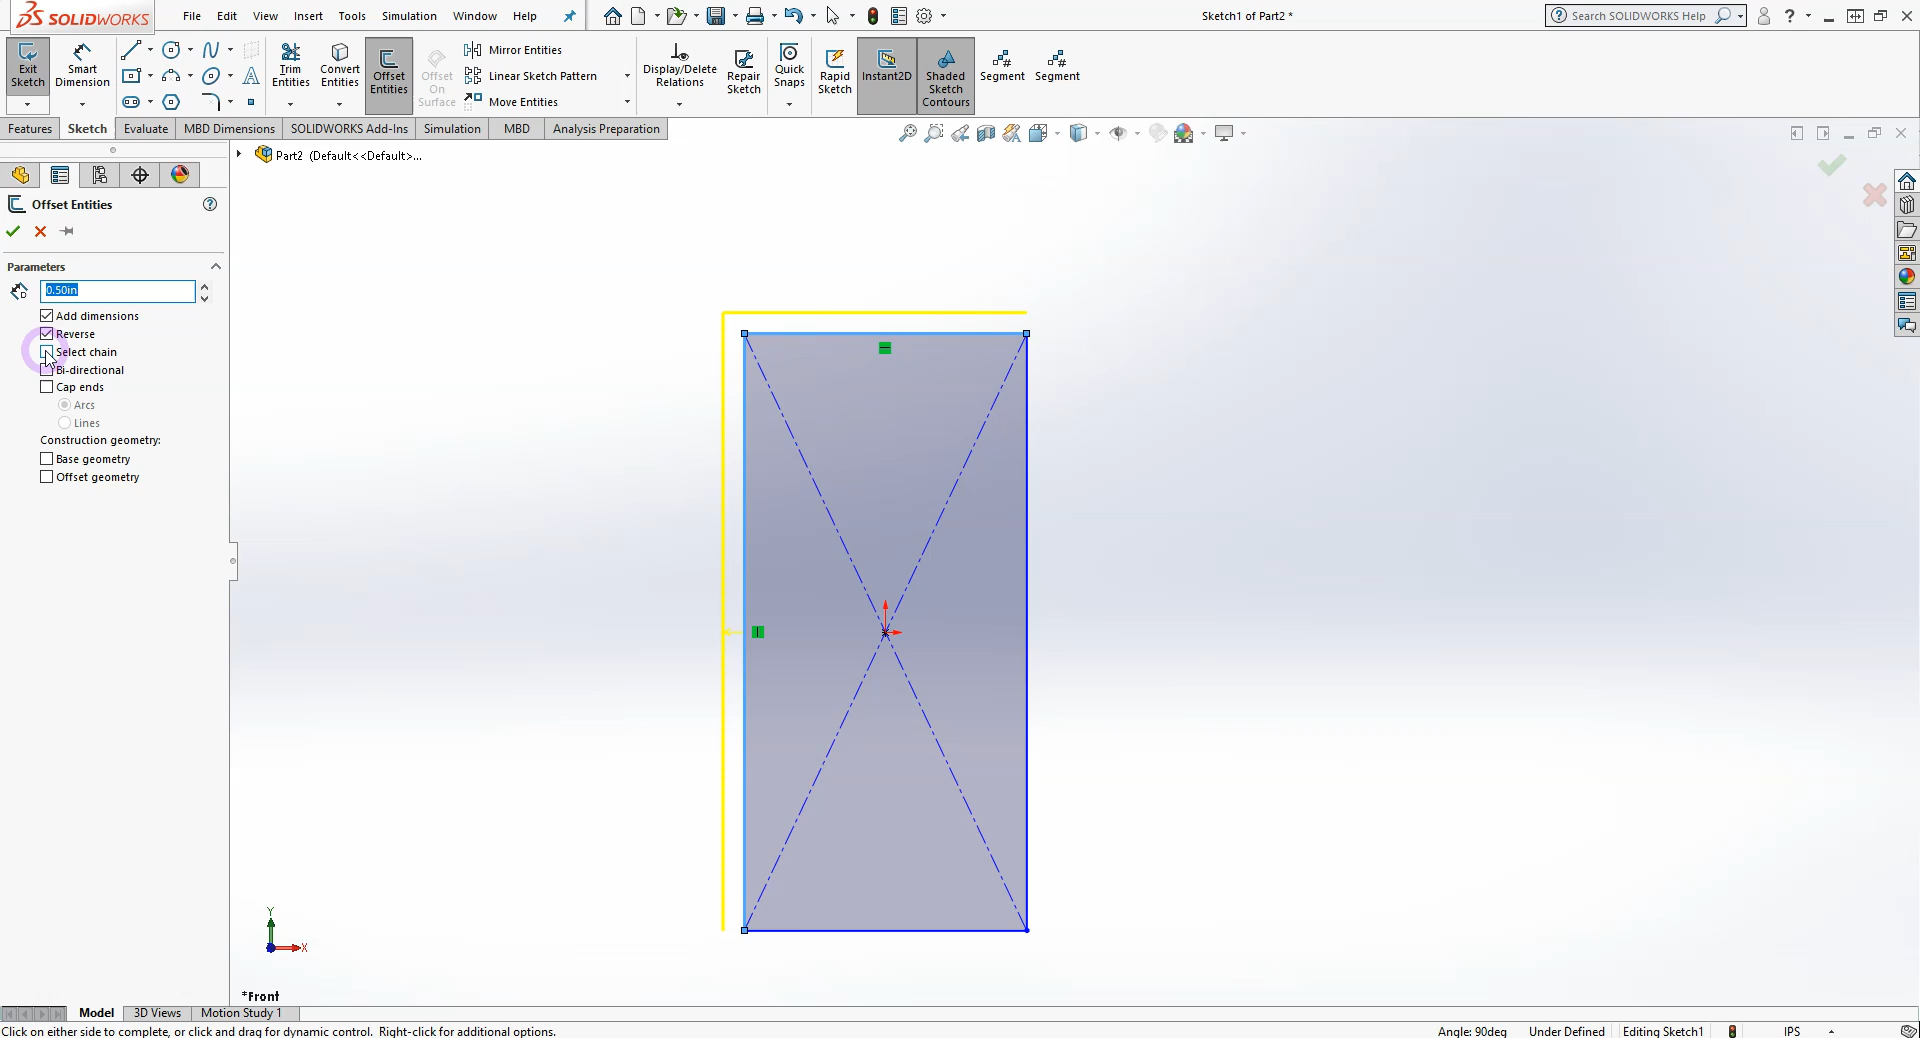 SOLIDWORKS
File Edit View Insert Tools Simulation Window Help
Sketch1 of Part2 *
Search SOLIDWORKS Help
Exit Sketch
Smart Dimension
Trim Entities
Convert Entities
Offset Entities
Offset On Surface
Mirror Entities
Linear Sketch Pattern
Move Entities
Display/Delete Relations
Repair Sketch
Quick Snaps
Rapid Sketch
Instant2D
Shaded Sketch Contours
Segment
Segment
Features Sketch Evaluate MBD Dimensions SOLIDWORKS Add-Ins Simulation MBD Analysis Preparation
Part2 (Default<<Default>...
Offset Entities
Parameters
0.50in
Add dimensions
Reverse
Select chain
Bi-directional
Cap ends
Arcs
Lines
Construction geometry:
Base geometry
Offset geometry
Y
X
*Front
Model 3D Views Motion Study 1
Click on either side to complete, or click and drag for dynamic control. Right-click for additional options.
Angle: 90deg Under Defined Editing Sketch1 IPS